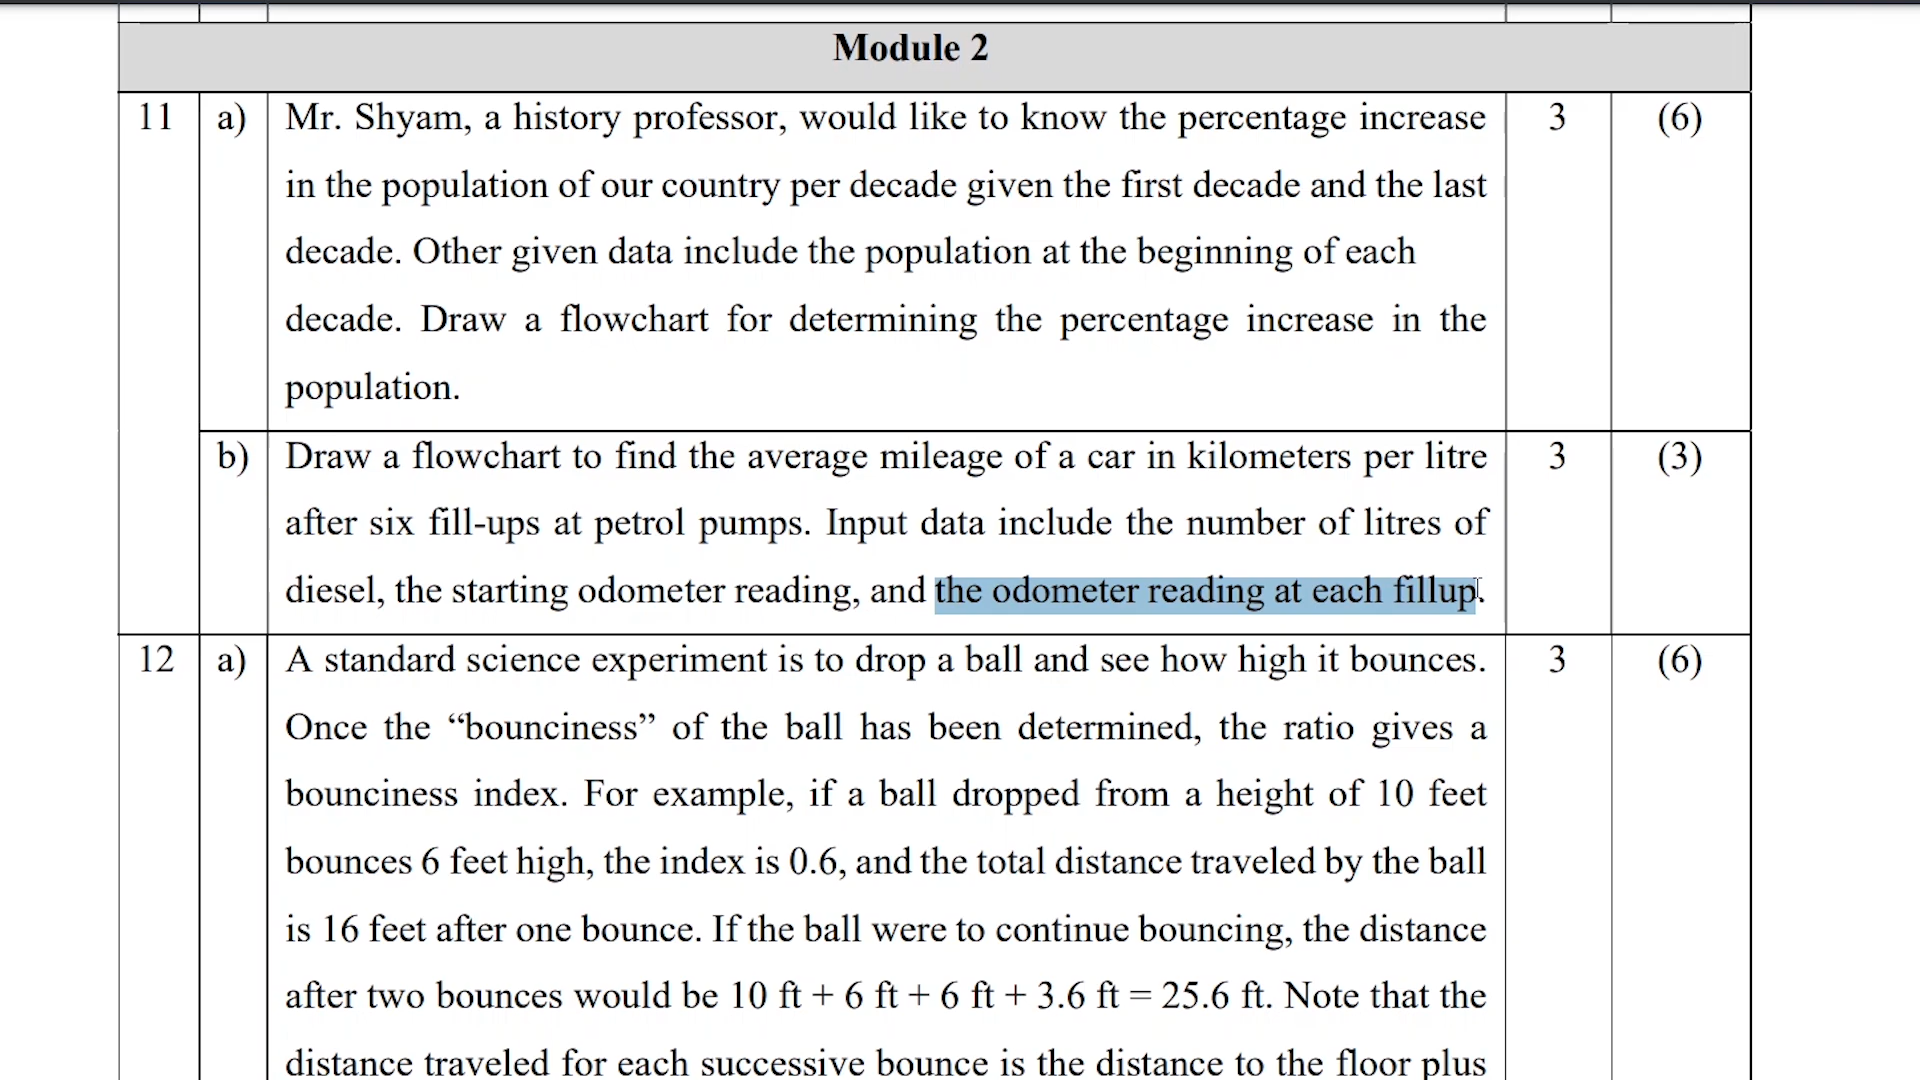 Module 2
11 a) Mr. Shyam, a history professor, would like to know the percentage increase 3 (6)
in the population of our country per decade given the first decade and the last
decade. Other given data include the population at the beginning of each
decade. Draw a flowchart for determining the percentage increase in the
population.
b) Draw a flowchart to find the average mileage of a car in kilometers per litre 3 (3)
after six fill-ups at petrol pumps. Input data include the number of litres of
diesel, the starting odometer reading, and the odometer reading at each fillup.
12 a) A standard science experiment is to drop a ball and see how high it bounces. 3 (6)
Once the “bounciness” of the ball has been determined, the ratio gives a
bounciness index. For example, if a ball dropped from a height of 10 feet
bounces 6 feet high, the index is 0.6, and the total distance traveled by the ball
is 16 feet after one bounce. If the ball were to continue bouncing, the distance
after two bounces would be 10 ft + 6 ft + 6 ft + 3.6 ft = 25.6 ft. Note that the
distance traveled for each successive bounce is the distance to the floor plus